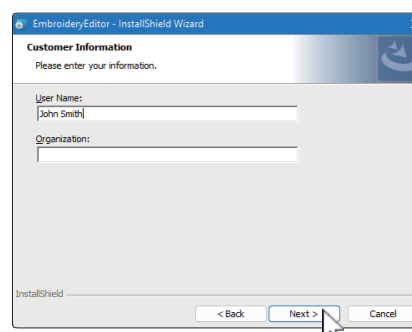 EmbroideryEditor - InstallShield Wizard
Customer Information
Please enter your information.
User Name:
John Smith
Organization:
InstallShield
< Back Next > Cancel